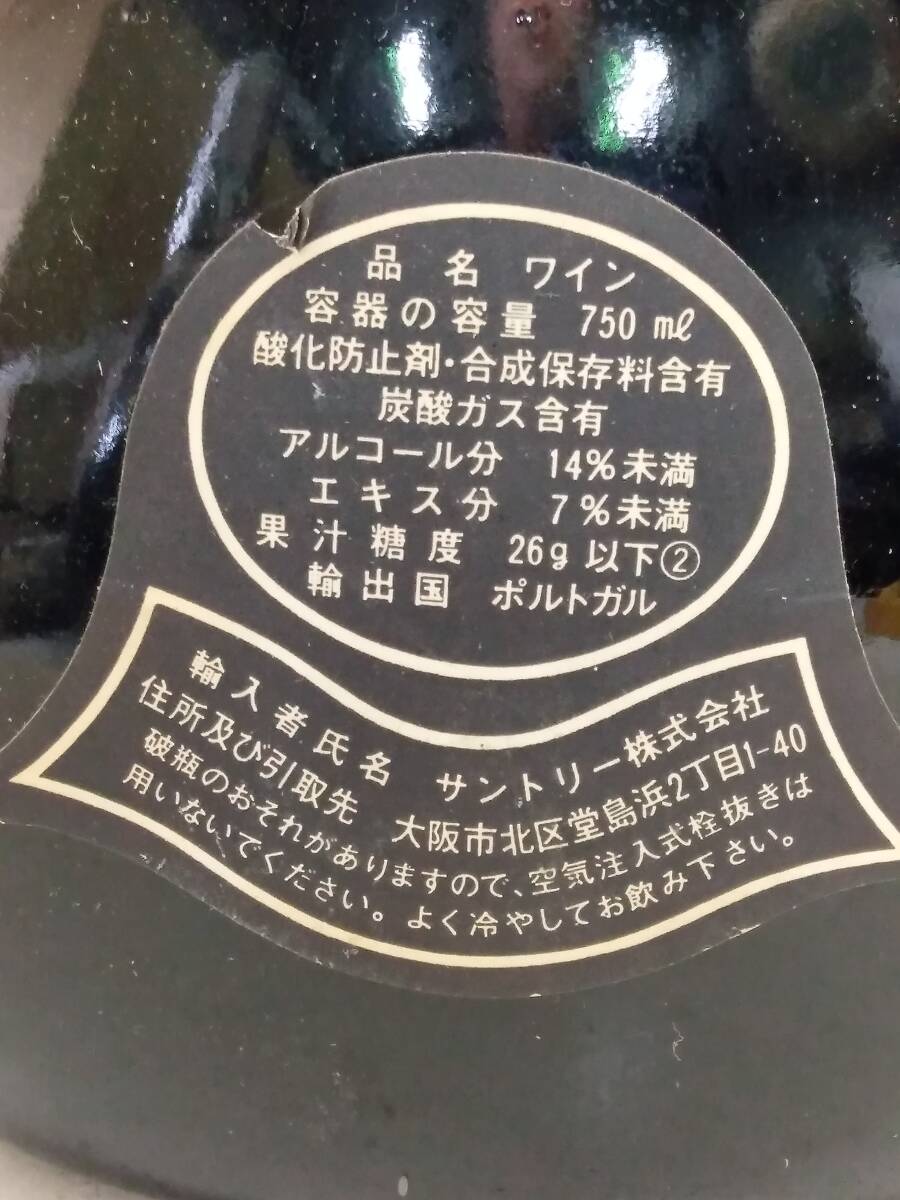 品名 ワイン
容器の容量 750 ml
酸化防止剤・合成保存料含有
炭酸ガス含有
アルコール分 14%未満
エキス分 7%未満
果汁糖度 26g以下②
輸出国 ポルトガル
輸入者氏名 サントリー株式会社
住所及び引取先 大阪市北区堂島浜2丁目1-40
破瓶のおそれがありますので、空気注入式栓抜きは
用いないでください。よく冷やしてお飲み下さい。